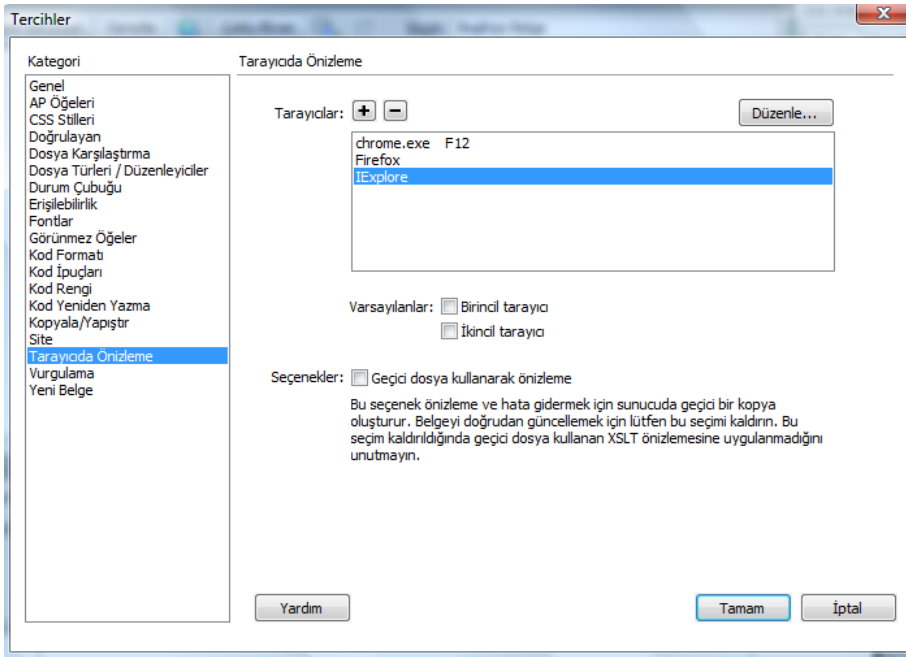 Tercihler
Kategori
Genel
AP Öğeleri
CSS Stilleri
Doğrulayan
Dosya Karşılaştırma
Dosya Türleri / Düzenleyiciler
Durum Çubuğu
Erişilebilirlik
Fontlar
Görünmez Öğeler
Kod Formatı
Kod İpuçları
Kod Rengi
Kod Yeniden Yazma
Kopyala/Yapıştır
Site
Tarayıcıda Önizleme
Vurgulama
Yeni Belge
Tarayıcıda Önizleme
Tarayıcılar:
Düzenle...
chrome.exe F12
Firefox
IExplore
Varsayılanlar: Birincil tarayıcı
İkincil tarayıcı
Seçenekler: Geçici dosya kullanarak önizleme
Bu seçenek önizleme ve hata gidermek için sunucuda geçici bir kopya
oluşturur. Belgeyi doğrudan güncellemek için lütfen bu seçimi kaldırın. Bu
seçim kaldırıldığında geçici dosya kullanan XSLT önizlemesine uygulanmadığını
unutmayın.
Yardım
Tamam
İptal